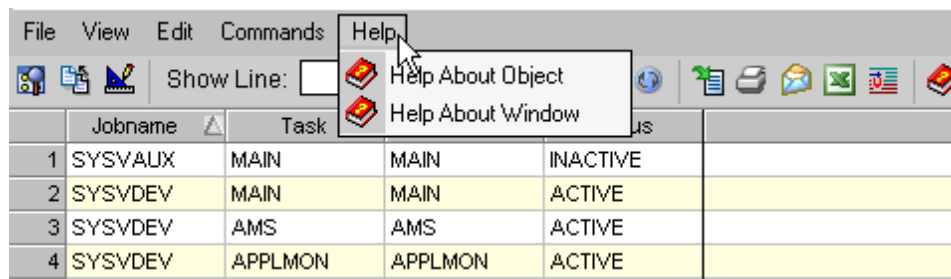 File View Edit Commands Help
Show Line:
Help About Object
Help About Window
Jobname Task us
1 SYSVAUX MAIN MAIN INACTIVE
2 SYSVDEV MAIN MAIN ACTIVE
3 SYSVDEV AMS AMS ACTIVE
4 SYSVDEV APPLMON APPLMON ACTIVE